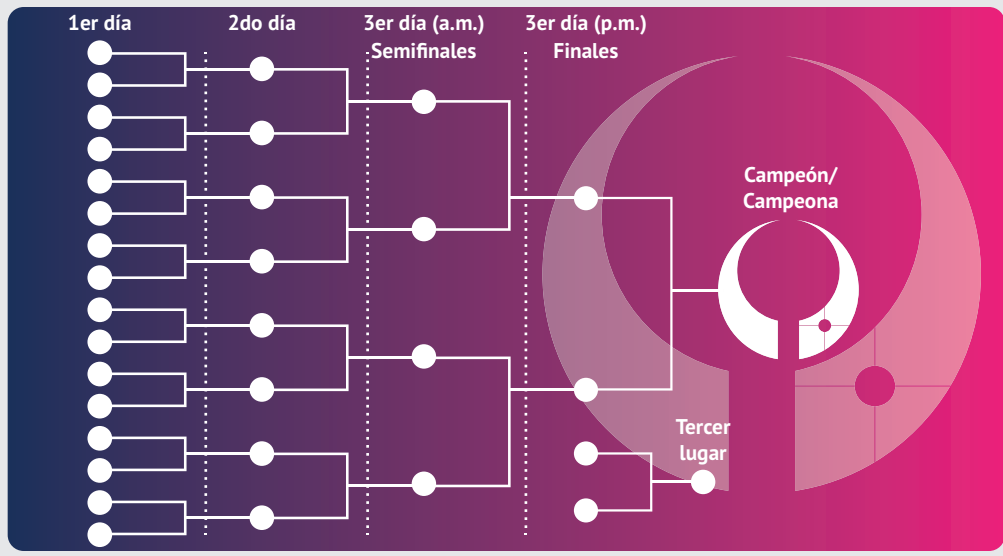 1er día
2do día
3er día (a.m.)
Semifinales
3er día (p.m.)
Finales
Campeón/
Campeona
Tercer
lugar